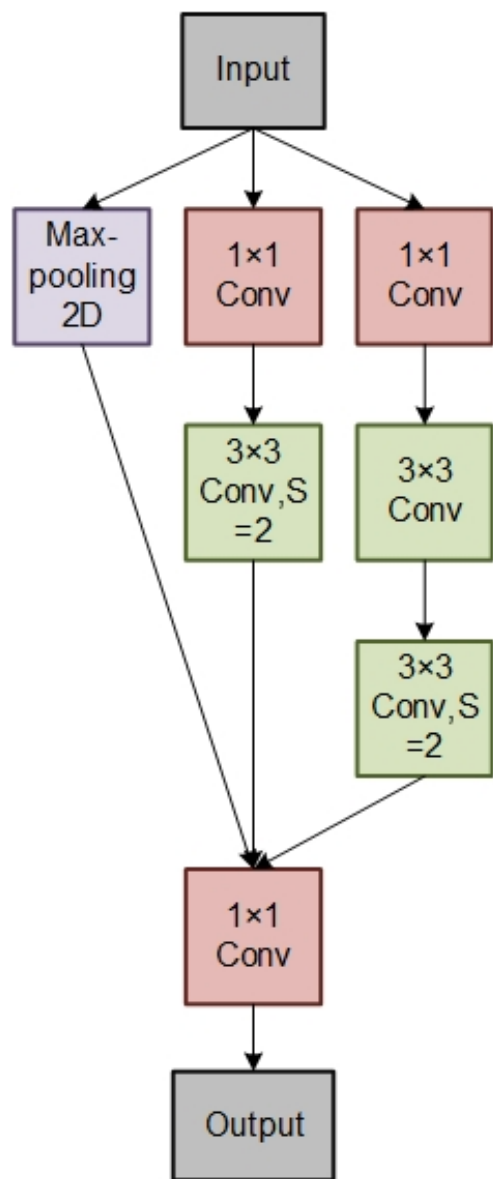 Input
Max-
pooling
2D
1×1
Conv
1×1
Conv
3×3
Conv,S
=2
3×3
Conv
3×3
Conv,S
=2
1×1
Conv
Output